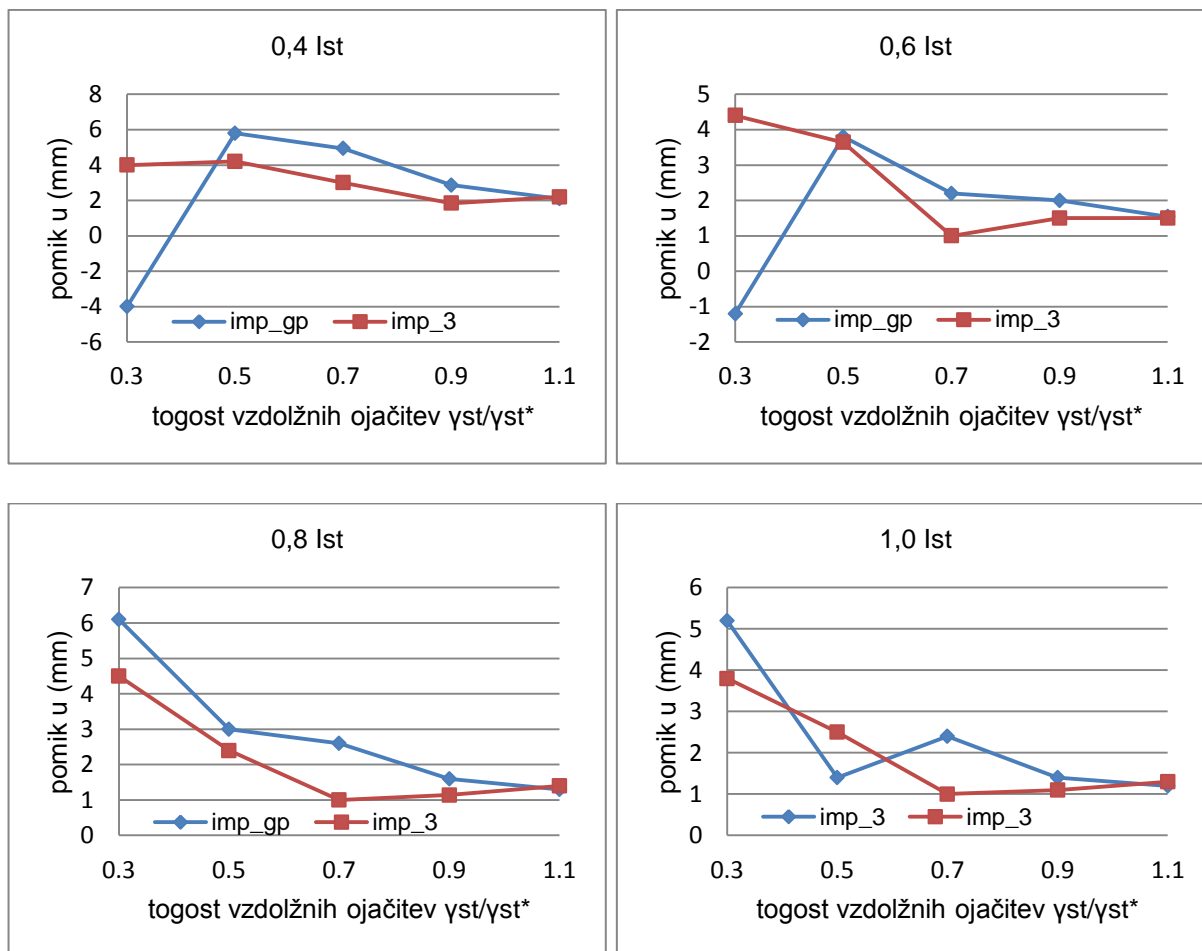 0,4 Ist
8
6
4
2
0
-2
-4
-6
pomik u (mm)
imp_gp imp_3
0.3 0.5 0.7 0.9 1.1
togost vzdolžnih ojačitev γst/γst*
0,6 Ist
5
4
3
2
1
0
-1
-2
pomik u (mm)
imp_gp imp_3
0.3 0.5 0.7 0.9 1.1
togost vzdolžnih ojačitev γst/γst*
0,8 Ist
7
6
5
4
3
2
1
0
pomik u (mm)
imp_gp imp_3
0.3 0.5 0.7 0.9 1.1
togost vzdolžnih ojačitev γst/γst*
1,0 Ist
6
5
4
3
2
1
0
pomik u (mm)
imp_3 imp_3
0.3 0.5 0.7 0.9 1.1
togost vzdolžnih ojačitev γst/γst*